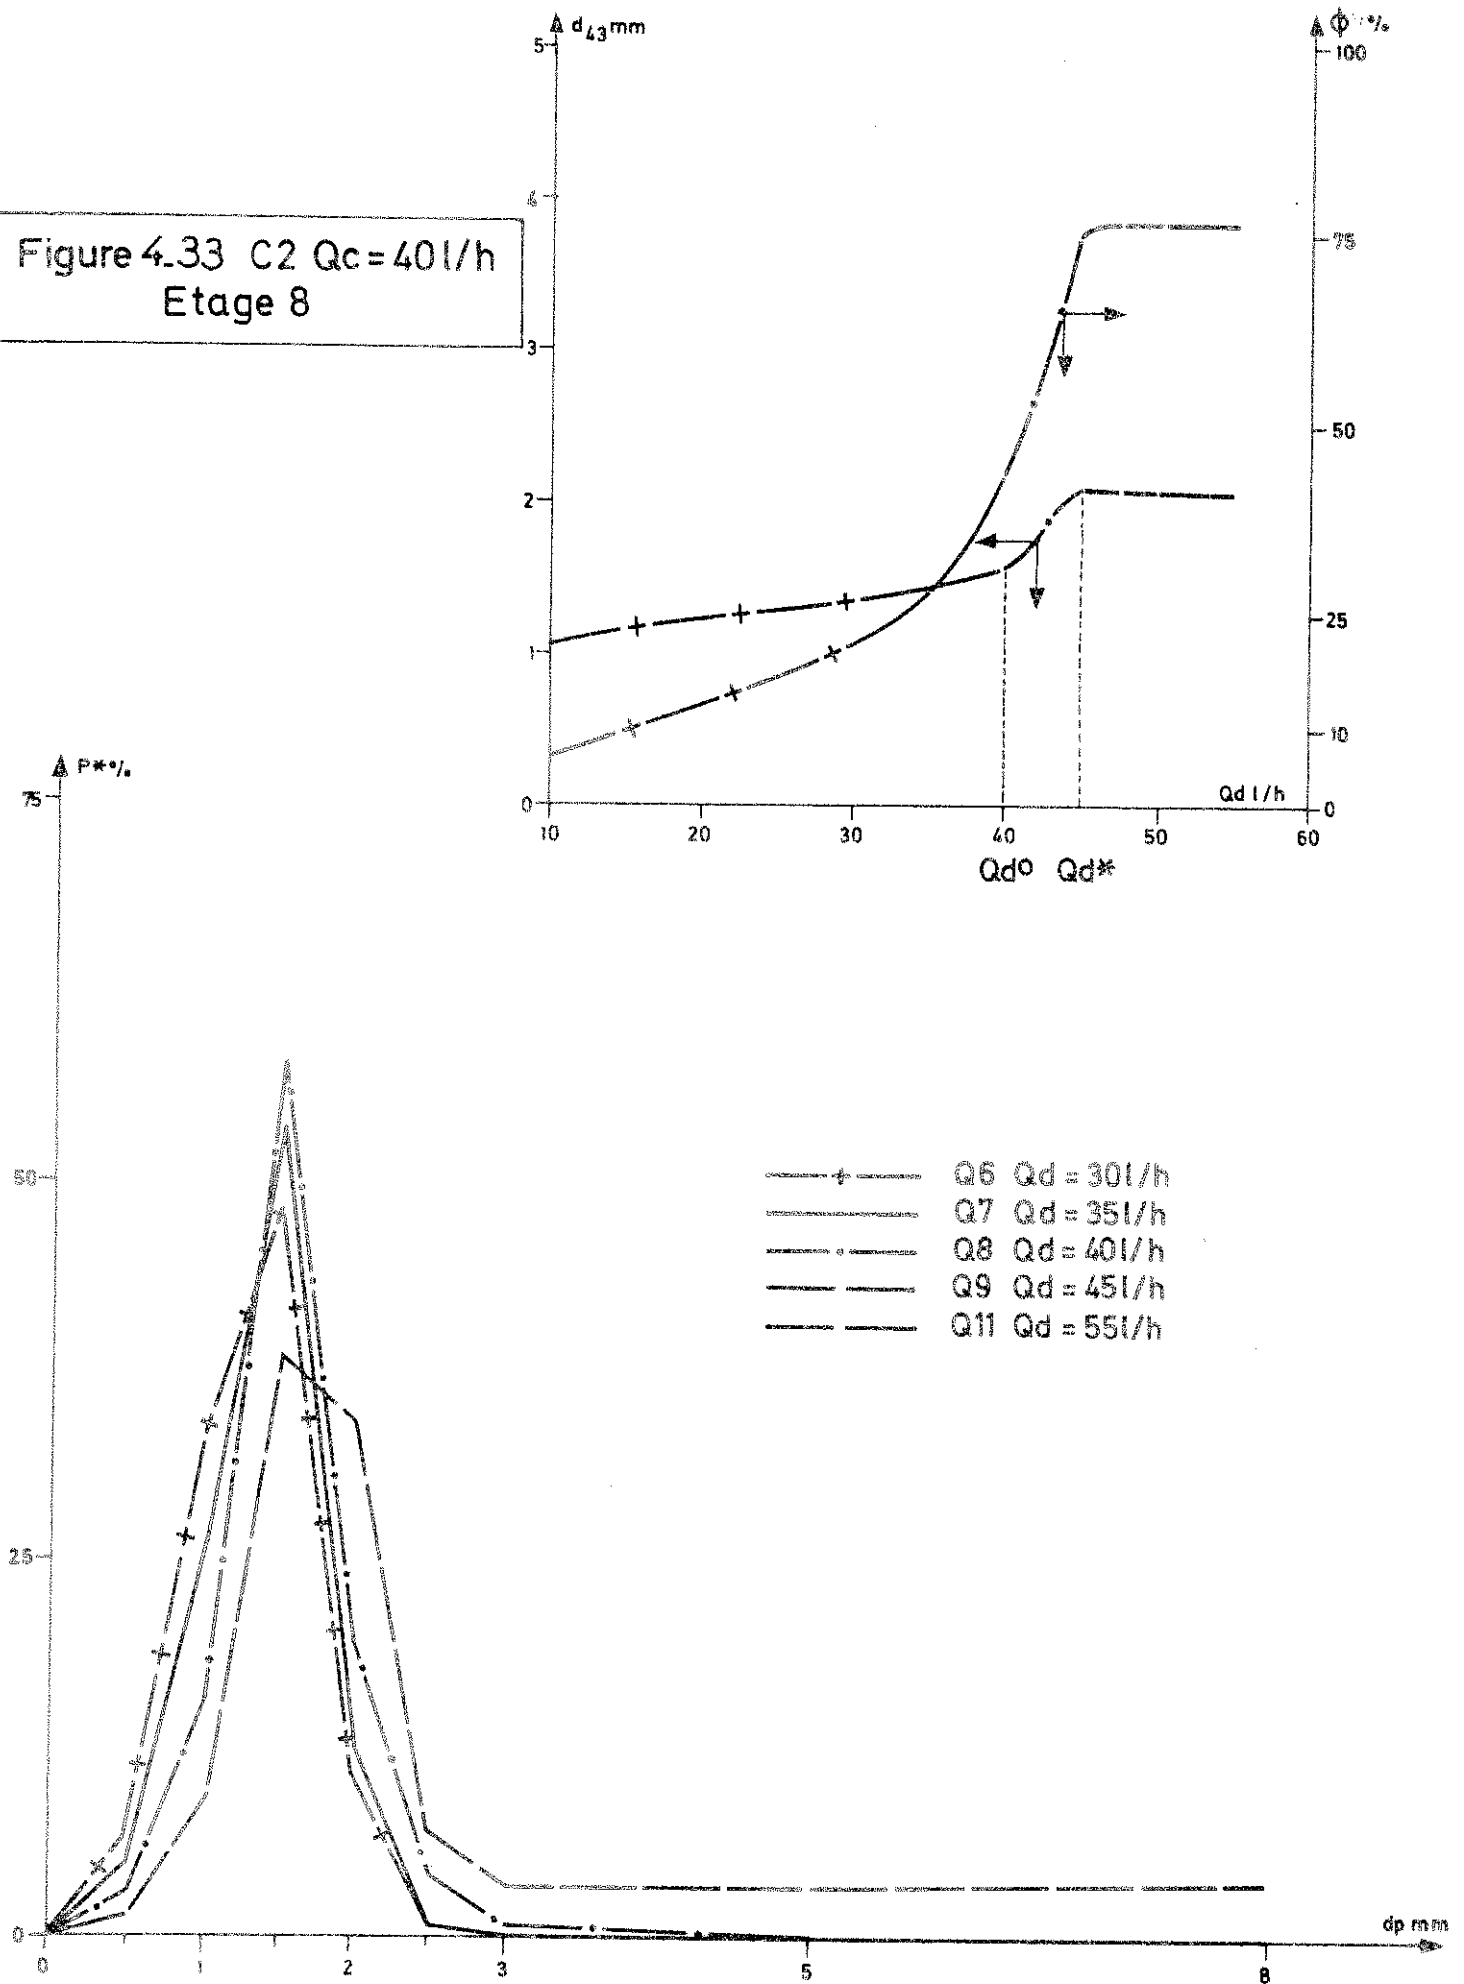 d43 mm
5
4
3
2
1
0
Φ %
100
75
50
25
10
0
Figure 4.33 C2 Qc = 40 l/h
Etage 8
Qd l/h
10 20 30 40 50 60
Qd° Qd*
P* %
75
50
25
0
Q6 Qd = 30 l/h
Q7 Qd = 35 l/h
Q8 Qd = 40 l/h
Q9 Qd = 45 l/h
Q11 Qd = 55 l/h
dp mm
0 1 2 3 5 8